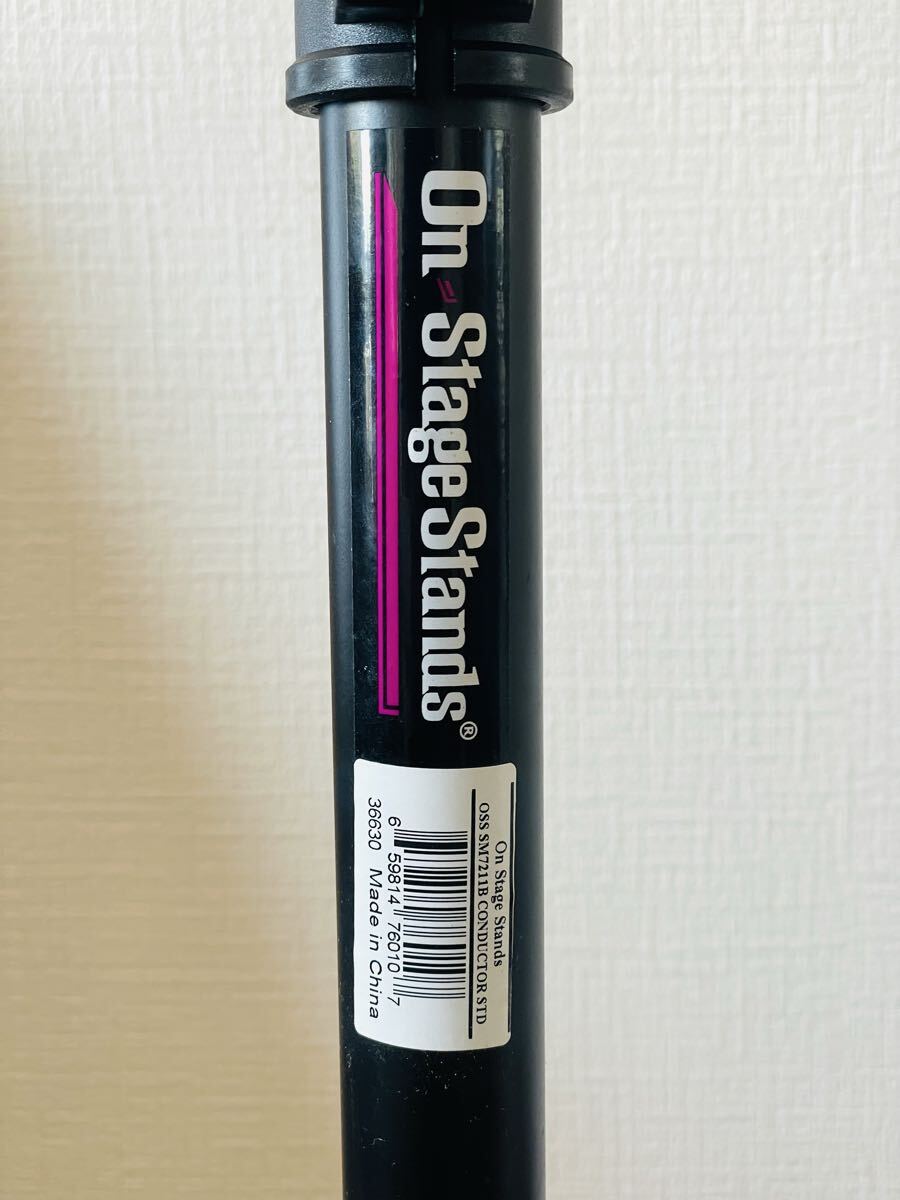 On-Stage Stands®
On Stage Stands
OSS SM7211B CONDUCTOR STD
6 59814 76010 7
36630 Made in China